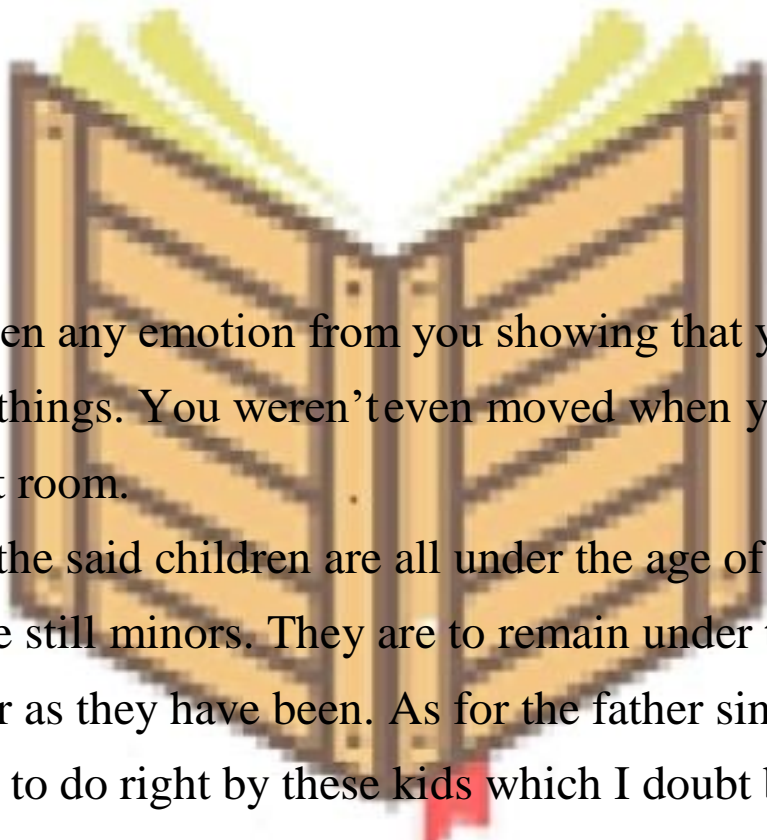 en any emotion from you showing that y
things. You weren't even moved when y
t room.
the said children are all under the age of
e still minors. They are to remain under
r as they have been. As for the father sin
to do right by these kids which I doubt